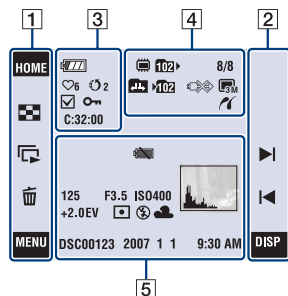 1 3 4 2
HOME 102 8/8
6 2 102 3M
C:32:00
125 F3.5 ISO400
+2.0EV
MENU DSC00123 2007 1 1 9:30 AM DISP
5